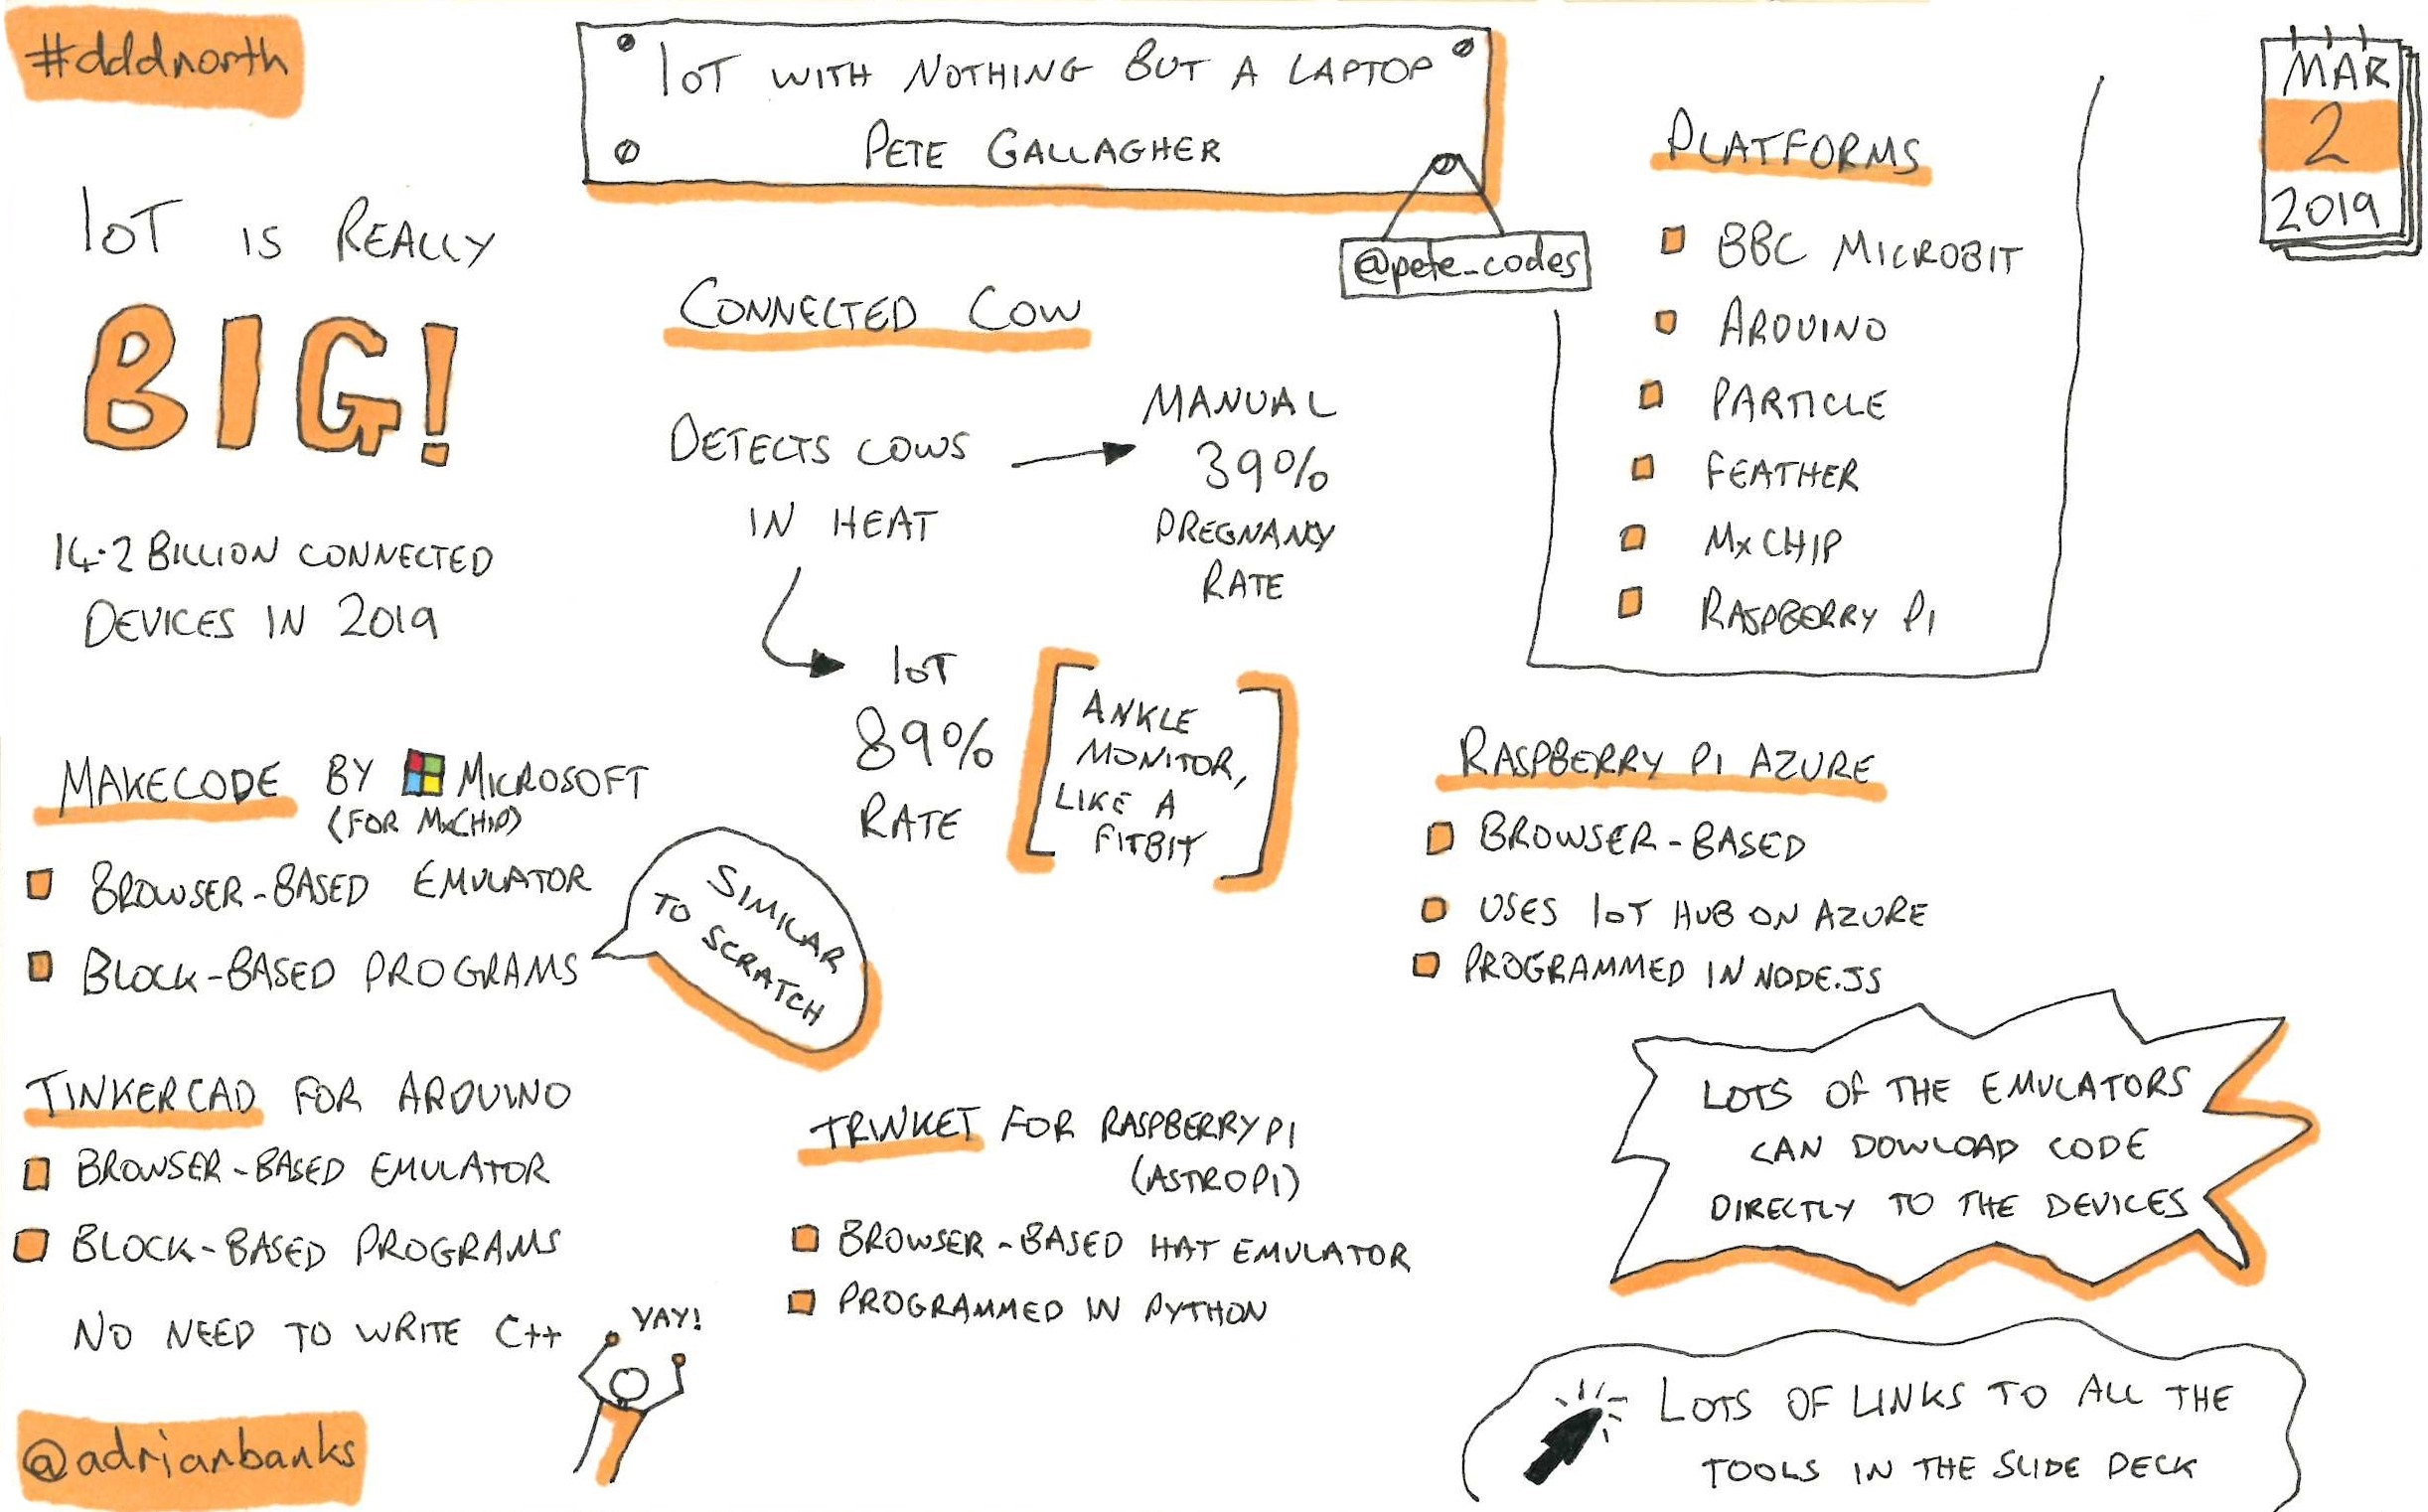 #dddnorth
IoT WITH NOTHING BUT A LAPTOP
PETE GALLAGHER
@pete_codes
MAR
2
2019
IoT IS REALLY
BIG!
14.2 BILLION CONNECTED
DEVICES IN 2019
CONNECTED COW
DETECTS COWS
IN HEAT
MANUAL
39%
PREGNANCY
RATE
IoT
89%
RATE
ANKLE
MONITOR,
LIKE A
FITBIT
PLATFORMS
BBC MICROBIT
ARDUINO
PARTICLE
FEATHER
MxCHIP
RASPBERRY PI
MAKECODE BY MICROSOFT
(FOR MxCHIP)
BROWSER-BASED EMULATOR
BLOCK-BASED PROGRAMS
SIMILAR
TO SCRATCH
TINKERCAD FOR ARDUINO
BROWSER-BASED EMULATOR
BLOCK-BASED PROGRAMS
NO NEED TO WRITE C++
YAY!
TRINKET FOR RASPBERRY PI
(ASTRO PI)
BROWSER-BASED HAT EMULATOR
PROGRAMMED IN PYTHON
RASPBERRY PI AZURE
BROWSER-BASED
USES IoT HUB ON AZURE
PROGRAMMED IN NODE.JS
LOTS OF THE EMULATORS
CAN DOWLOAD CODE
DIRECTLY TO THE DEVICES
LOTS OF LINKS TO ALL THE
TOOLS IN THE SLIDE DECK
@adrianbanks